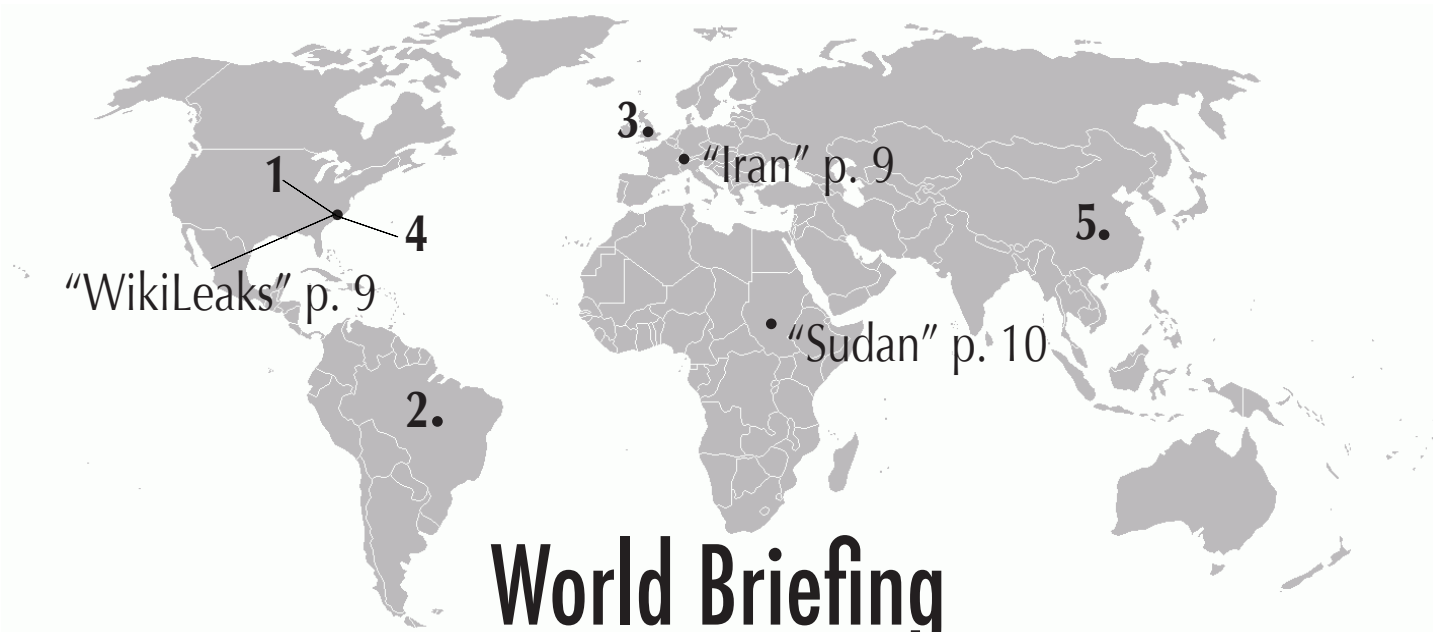 3.
"Iran" p. 9
1
5.
4
"WikiLeaks" p. 9
"Sudan" p. 10
2.
World Briefing